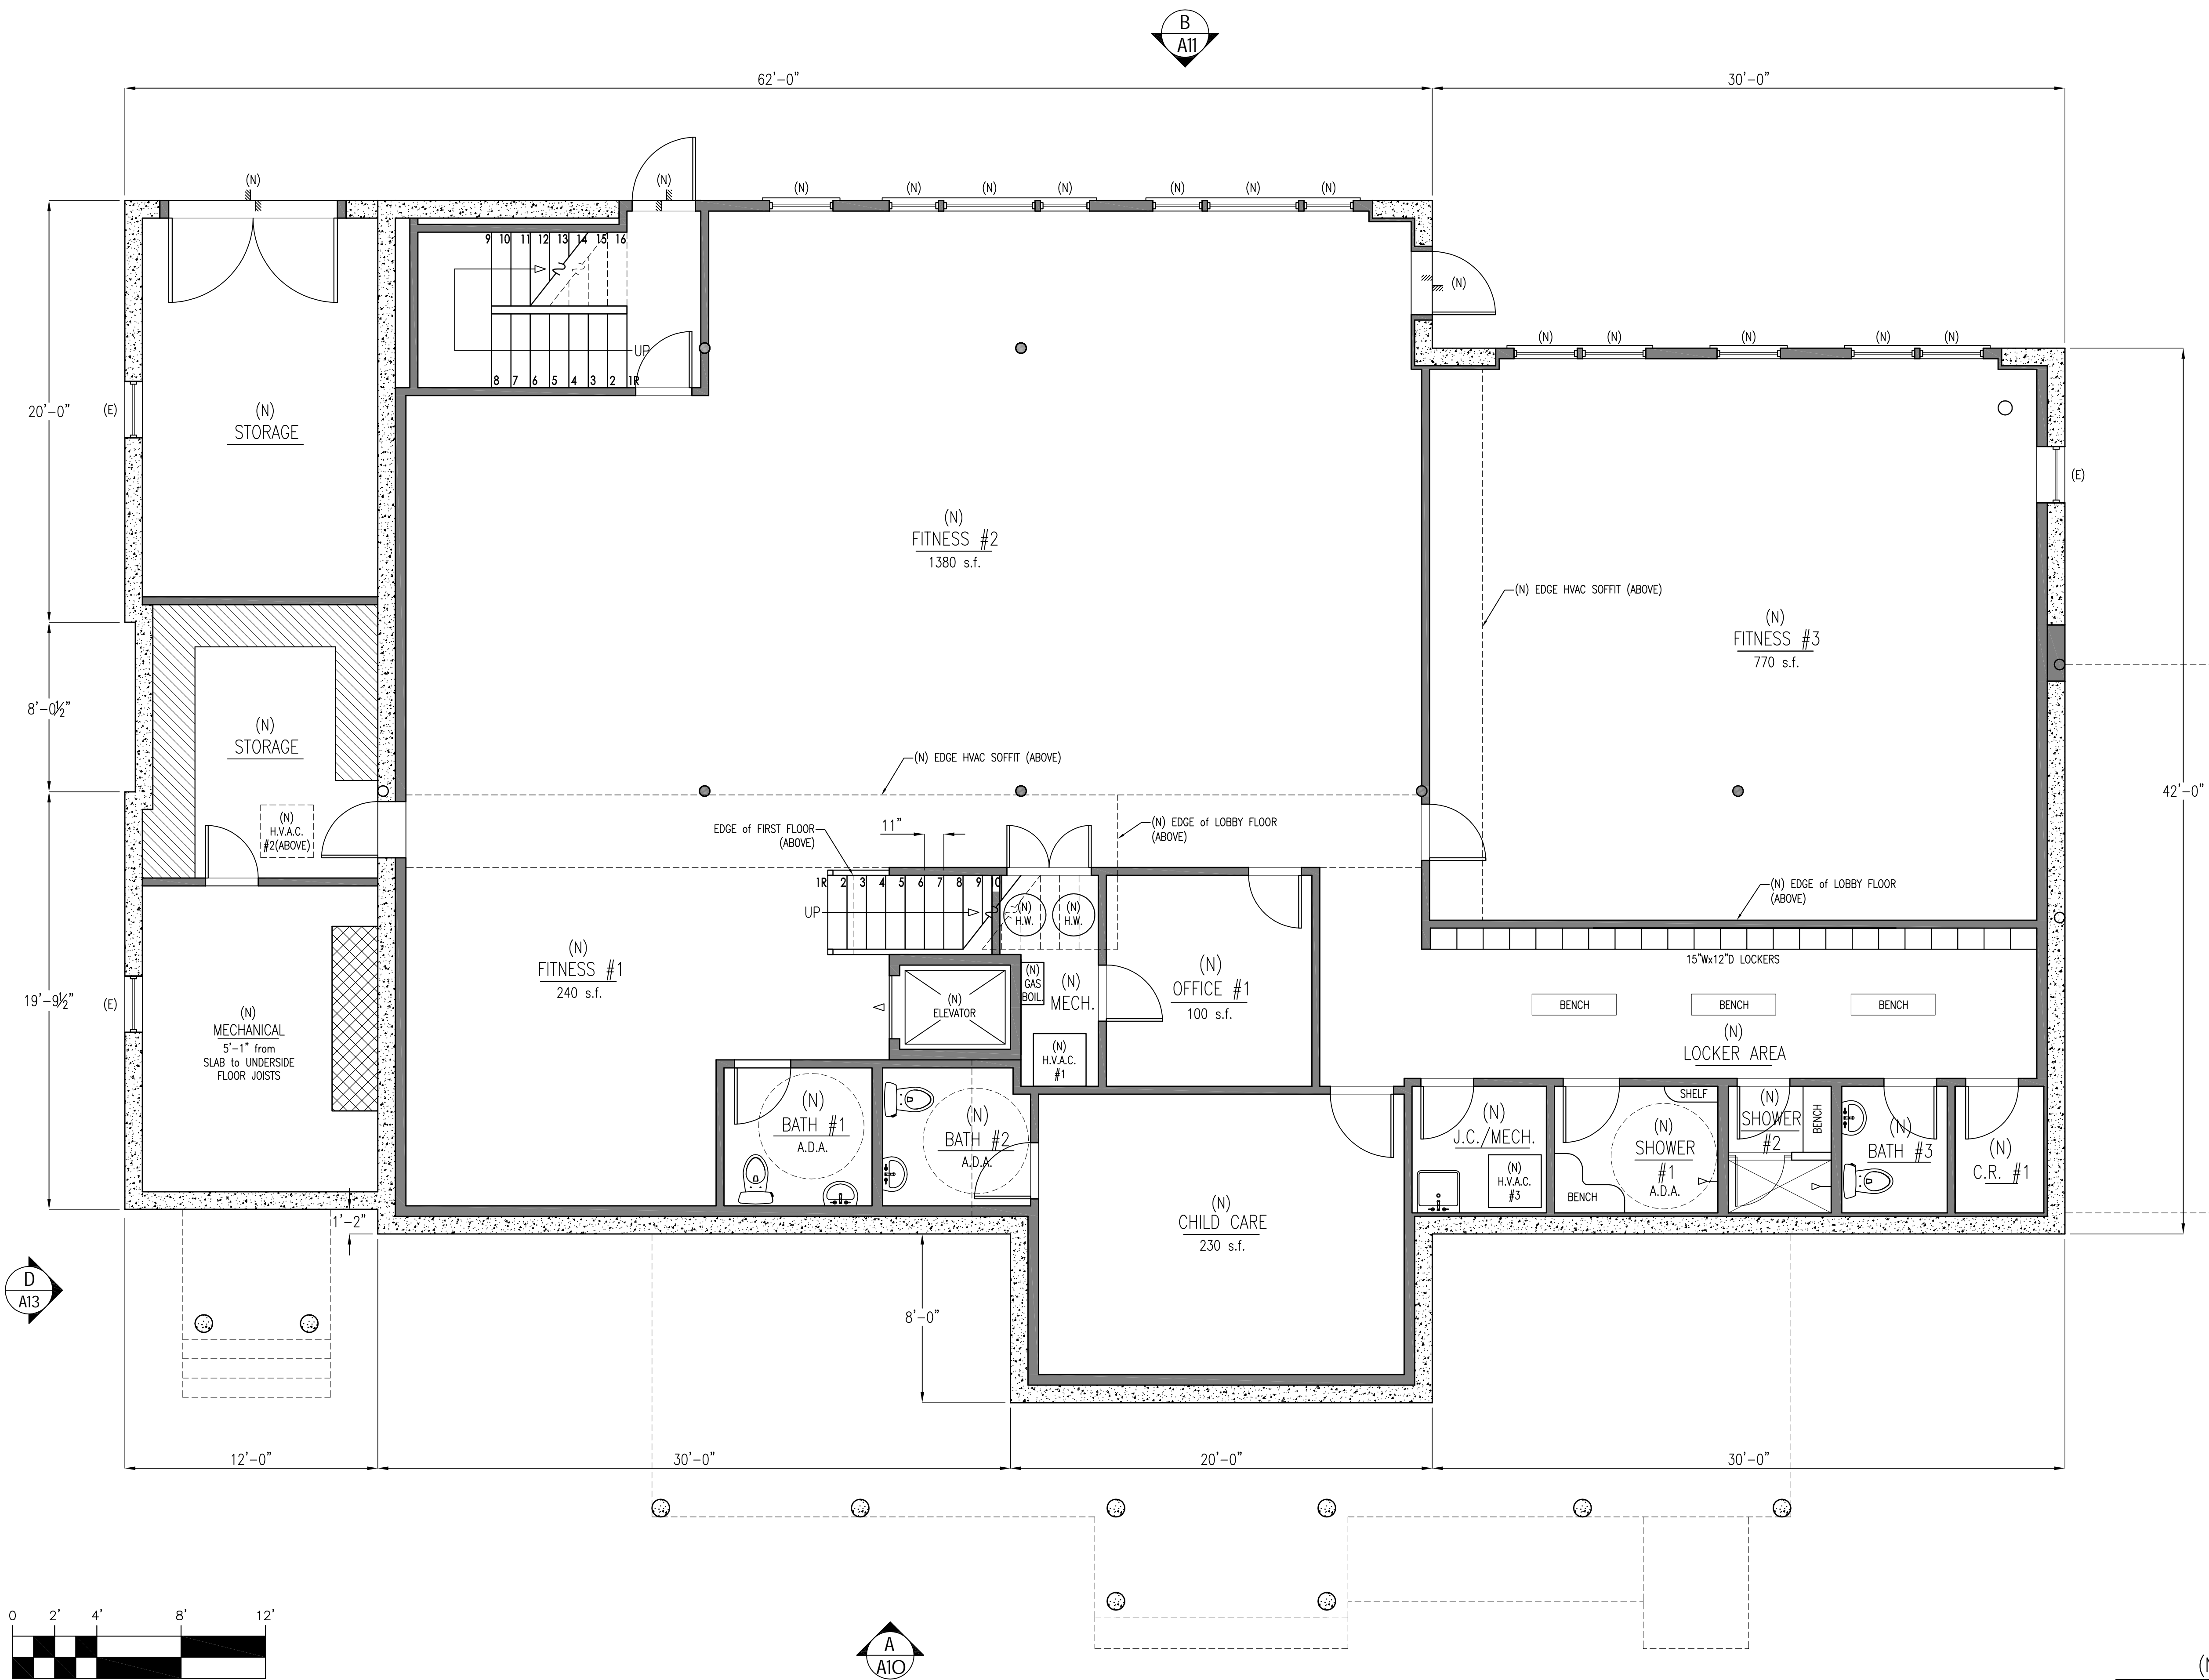 B
A11
62'-0"
30'-0"
(N)
(N)
(N)
(N)
(N)
(N)
(N)
(N)
(N)
9 10 11 12 13 14 15 16
UP
8 7 6 5 4 3 2 1R
(N)
(N)
(N)
(N)
(N)
(N)
20'-0"
(E)
(N)
STORAGE
(E)
(N)
FITNESS #2
1380 s.f.
(N) EDGE HVAC SOFFIT (ABOVE)
(N)
FITNESS #3
770 s.f.
8'-0½"
(N)
STORAGE
(N) EDGE HVAC SOFFIT (ABOVE)
42'-0"
(N)
H.V.A.C.
#2(ABOVE)
EDGE of FIRST FLOOR
(ABOVE)
11"
(N) EDGE of LOBBY FLOOR
(ABOVE)
1R 2 3 4 5 6 7 8 9 10
UP
(N)
H.W.
(N)
H.W.
(N) EDGE of LOBBY FLOOR
(ABOVE)
(N)
FITNESS #1
240 s.f.
15"Wx12"D LOCKERS
(N)
GAS
BOIL.
(N)
MECH.
(N)
OFFICE #1
100 s.f.
19'-9½"
(E)
(N)
MECHANICAL
5'-1" from
SLAB to UNDERSIDE
FLOOR JOISTS
(N)
ELEVATOR
BENCH
BENCH
BENCH
(N)
LOCKER AREA
(N)
H.V.A.C.
#1
(N)
BATH #1
A.D.A.
(N)
BATH #2
A.D.A.
(N)
J.C./MECH.
(N)
H.V.A.C.
#3
SHELF
(N)
SHOWER
#1
A.D.A.
BENCH
(N)
SHOWER
#2
BENCH
(N)
BATH #3
(N)
C.R. #1
(N)
CHILD CARE
230 s.f.
1'-2"
D
A13
8'-0"
12'-0"
30'-0"
20'-0"
30'-0"
0 2' 4' 8' 12'
A
A10